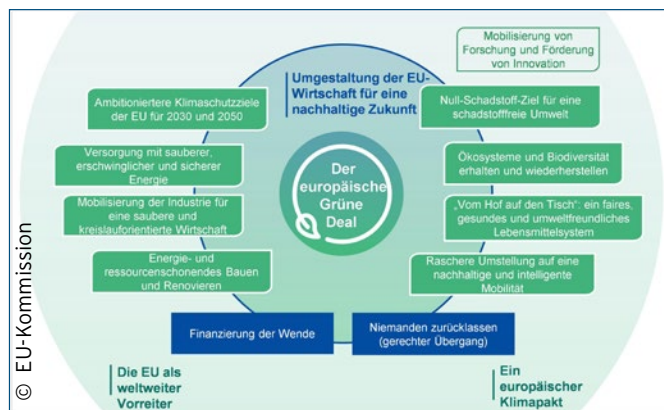 Mobilisierung von
Forschung und Förderung
von Innovation
Umgestaltung der EU-
Wirtschaft für eine
nachhaltige Zukunft
Ambitioniertere Klimaschutzziele
der EU für 2030 und 2050
Null-Schadstoff-Ziel für eine
schadstofffreie Umwelt
Versorgung mit sauberer,
erschwinglicher und sicherer
Energie
Ökosysteme und Biodiversität
erhalten und wiederherstellen
Der
europäische
Grüne
Deal
Mobilisierung der Industrie für
eine saubere und
kreislauforientierte Wirtschaft
„Vom Hof auf den Tisch“: ein faires,
gesundes und umweltfreundliches
Lebensmittelsystem
Energie- und
ressourcenschonendes Bauen
und Renovieren
Raschere Umstellung auf eine
nachhaltige und intelligente
Mobilität
Finanzierung der Wende
Niemanden zurücklassen
(gerechter Übergang)
Die EU als
weltweiter
Vorreiter
Ein
europäischer
Klimapakt
© EU-Kommission